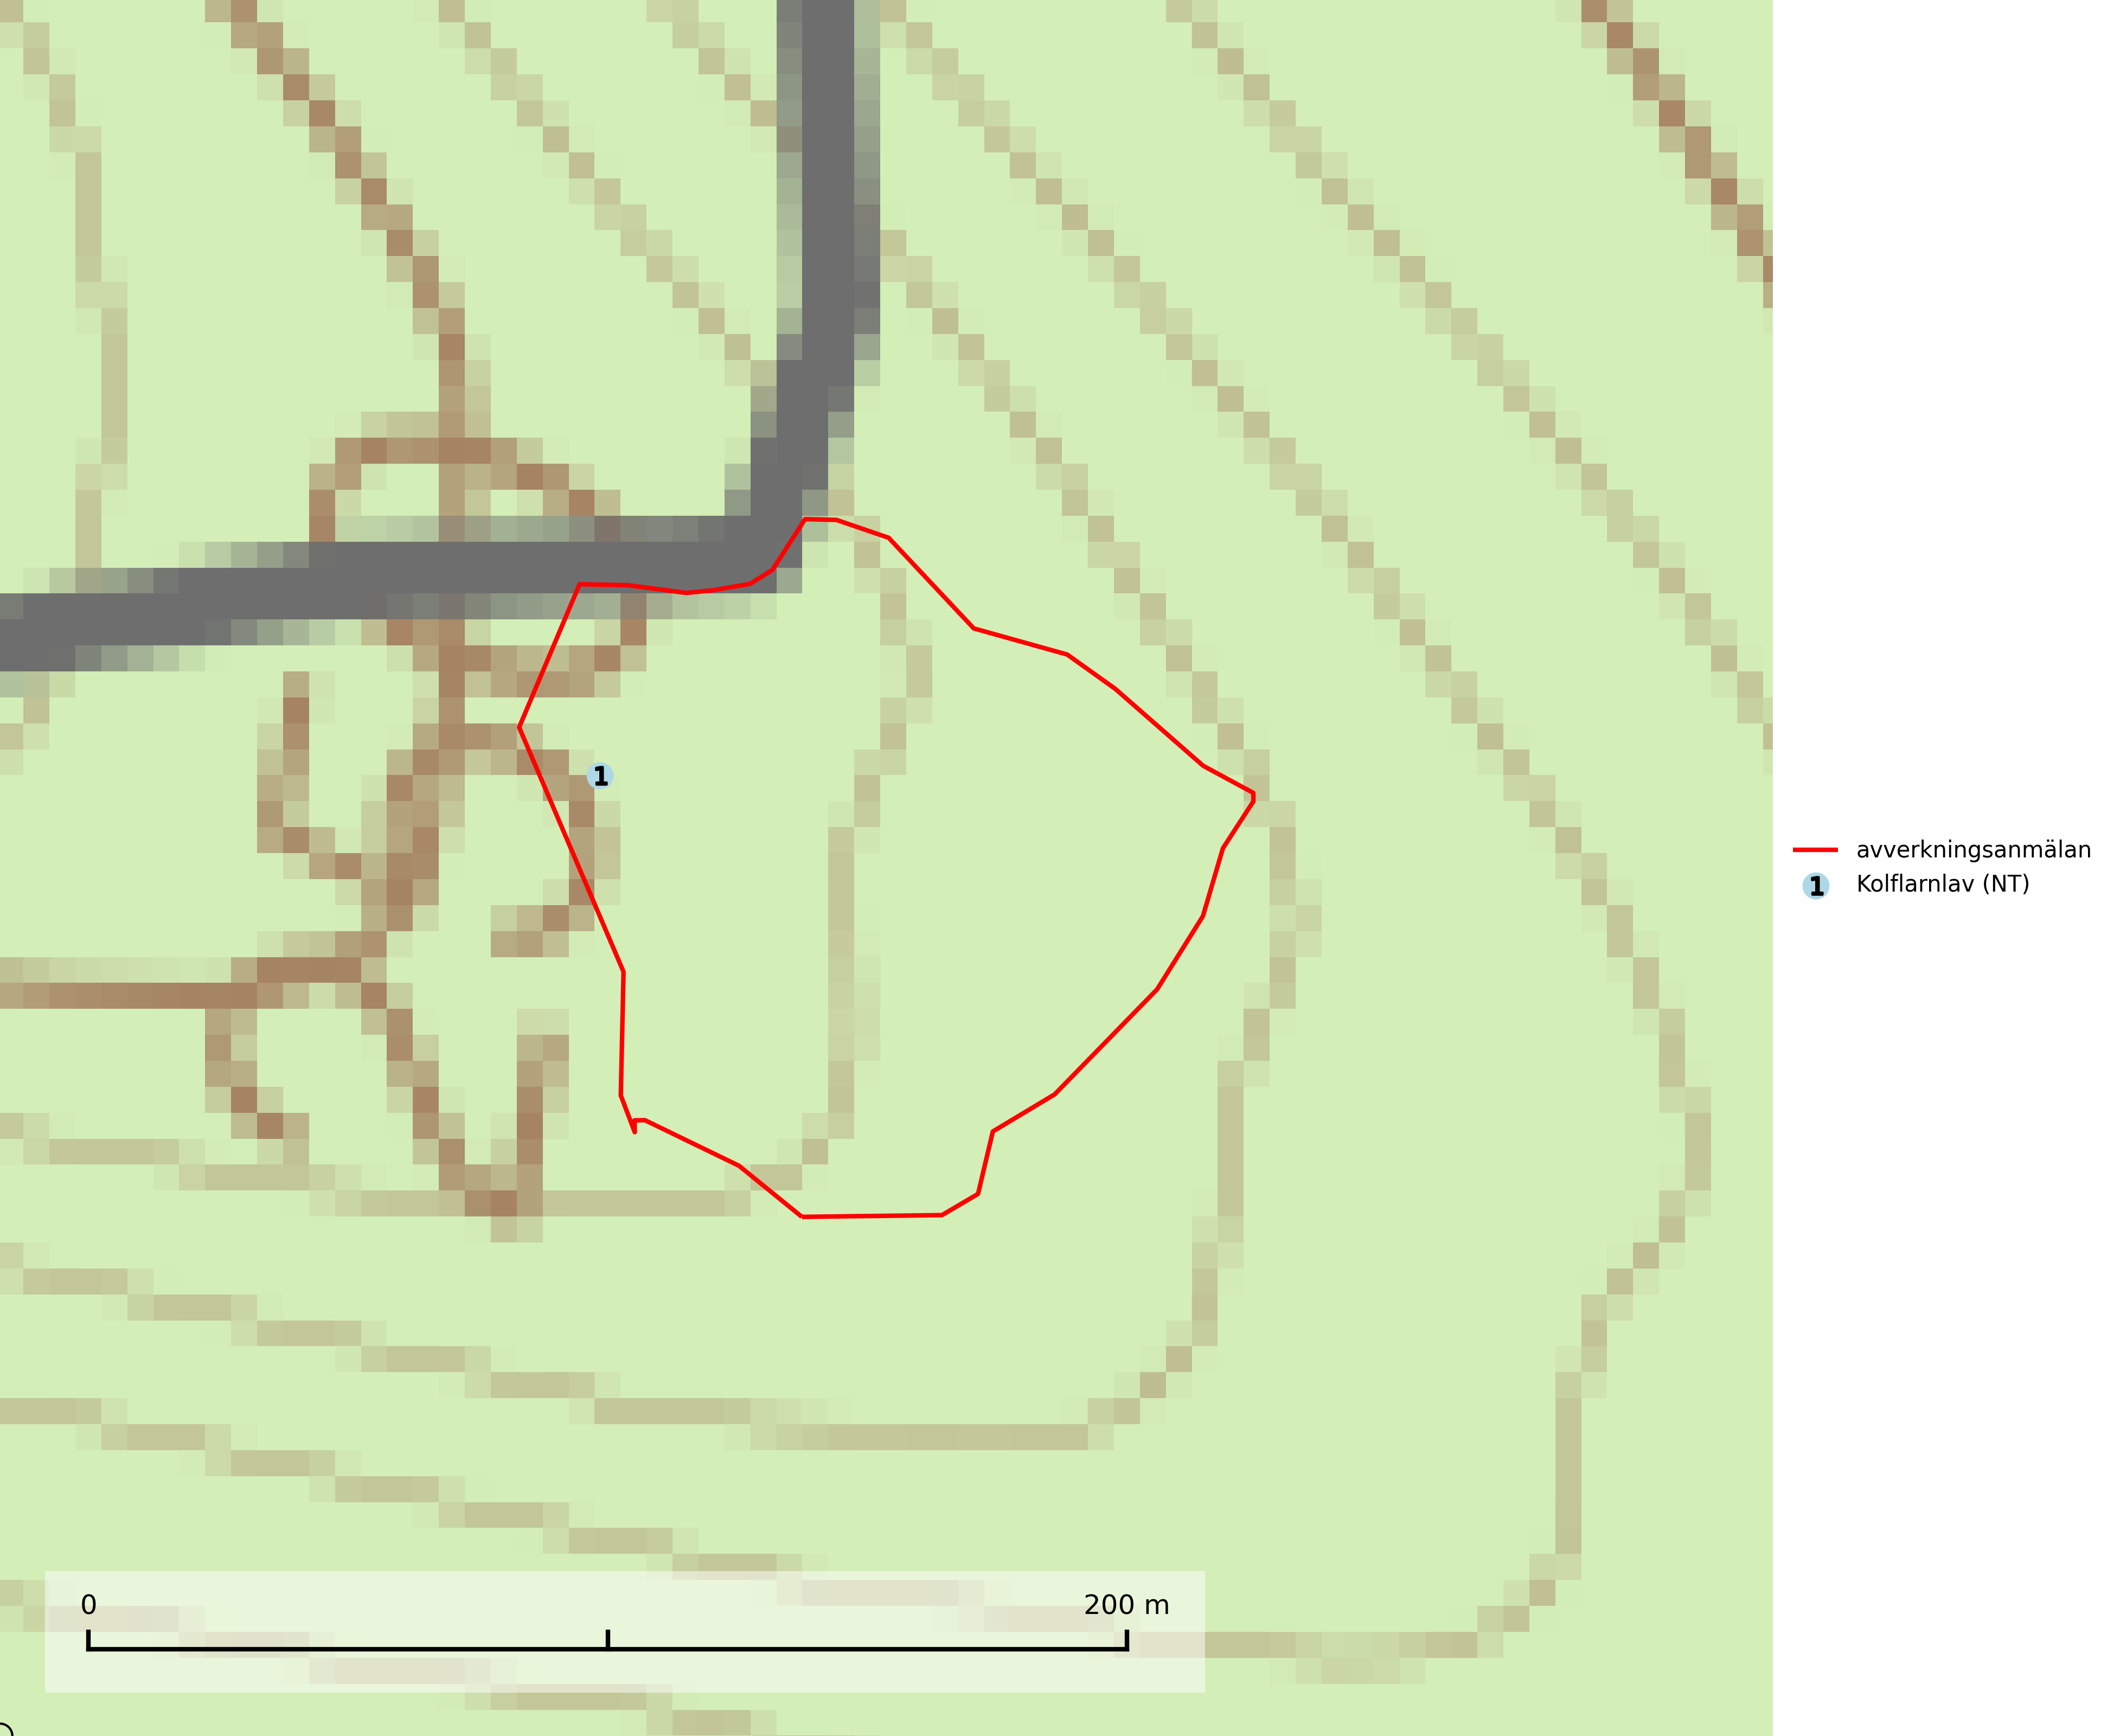 1
avverkningsanmälan
1 Kolflarnlav (NT)
0 200 m